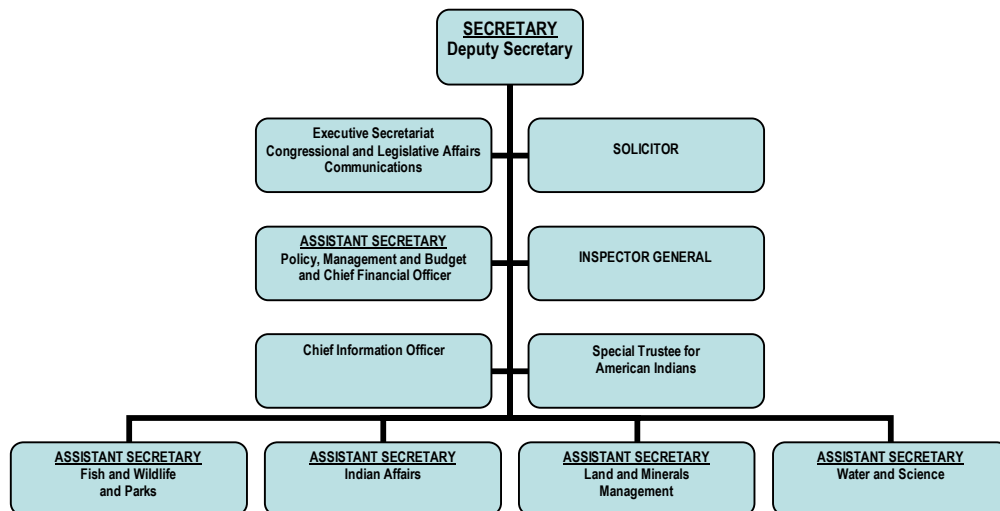 SECRETARY
Deputy Secretary
Executive Secretariat
Congressional and Legislative Affairs
Communications
SOLICITOR
ASSISTANT SECRETARY
Policy, Management and Budget
and Chief Financial Officer
INSPECTOR GENERAL
Chief Information Officer
Special Trustee for
American Indians
ASSISTANT SECRETARY
Fish and Wildlife
and Parks
ASSISTANT SECRETARY
Indian Affairs
ASSISTANT SECRETARY
Land and Minerals
Management
ASSISTANT SECRETARY
Water and Science